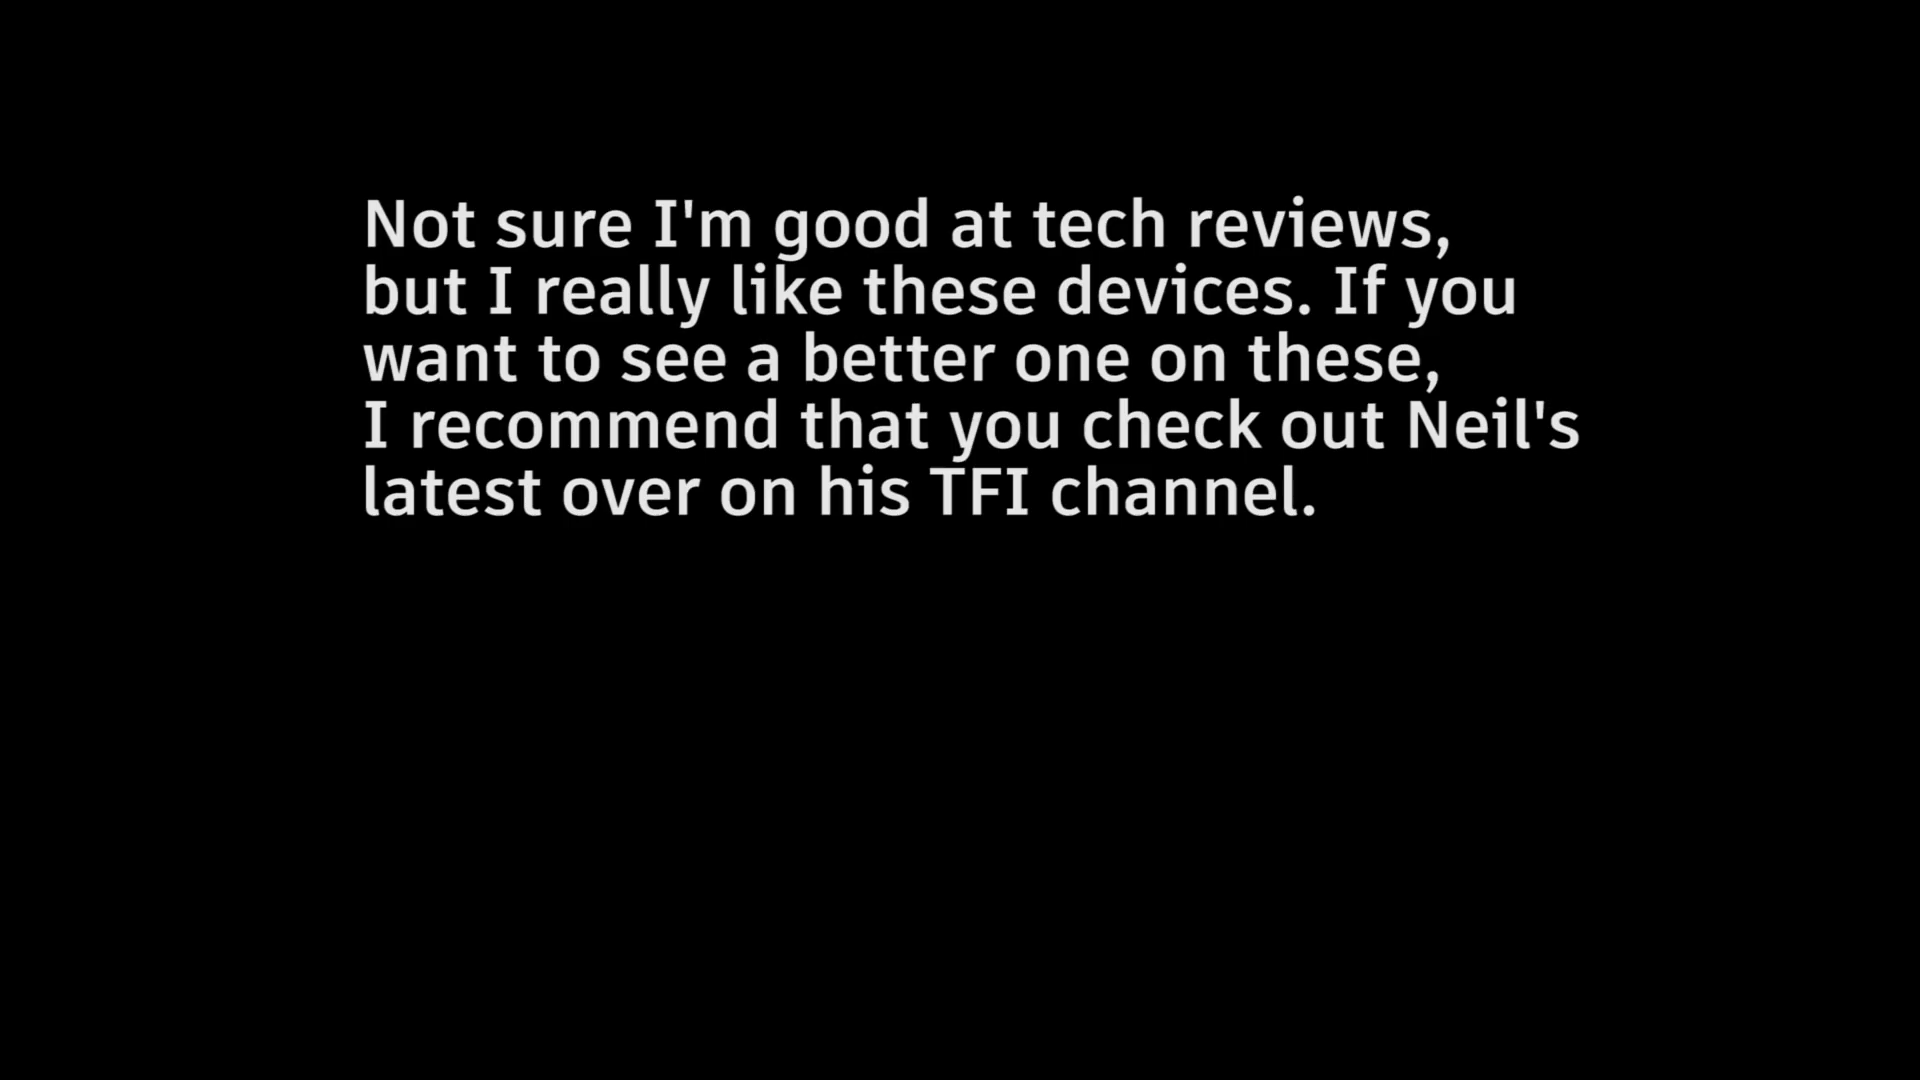 Not sure I'm good at tech reviews,
but I really like these devices. If you
want to see a better one on these,
I recommend that you check out Neil's
latest over on his TFI channel.